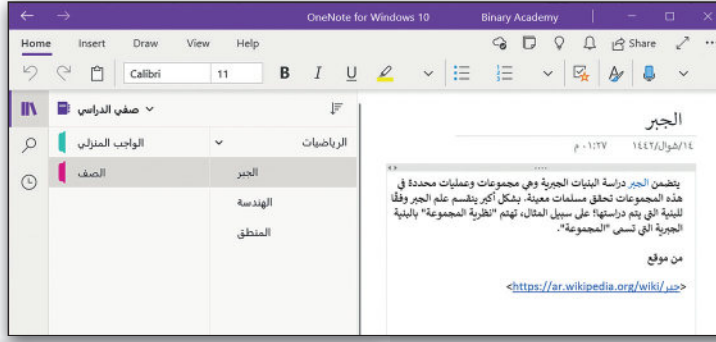 OneNote for Windows 10
Binary Academy
Home Insert Draw View Help Share
Calibri 11 B I U
صفي الدراسي
الواجب المنزلي
الصف
الرياضيات
الجبر
الهندسة
المنطق
الجبر
١٤/شوال/١٤٤٢ ١:٢٧ م
يتضمن الجبر دراسة البنيات الجبرية وهي مجموعات وعمليات محددة في
هذه المجموعات تحقق مسلمات معينة. بشكل أكبر ينقسم علم الجبر وفقًا
للبنية التي يتم دراستها! على سبيل المثال، تهتم "نظرية المجموعة" بالبنية
الجبرية التي تسمى "المجموعة".
من موقع
<https://ar.wikipedia.org/wiki/جبر>